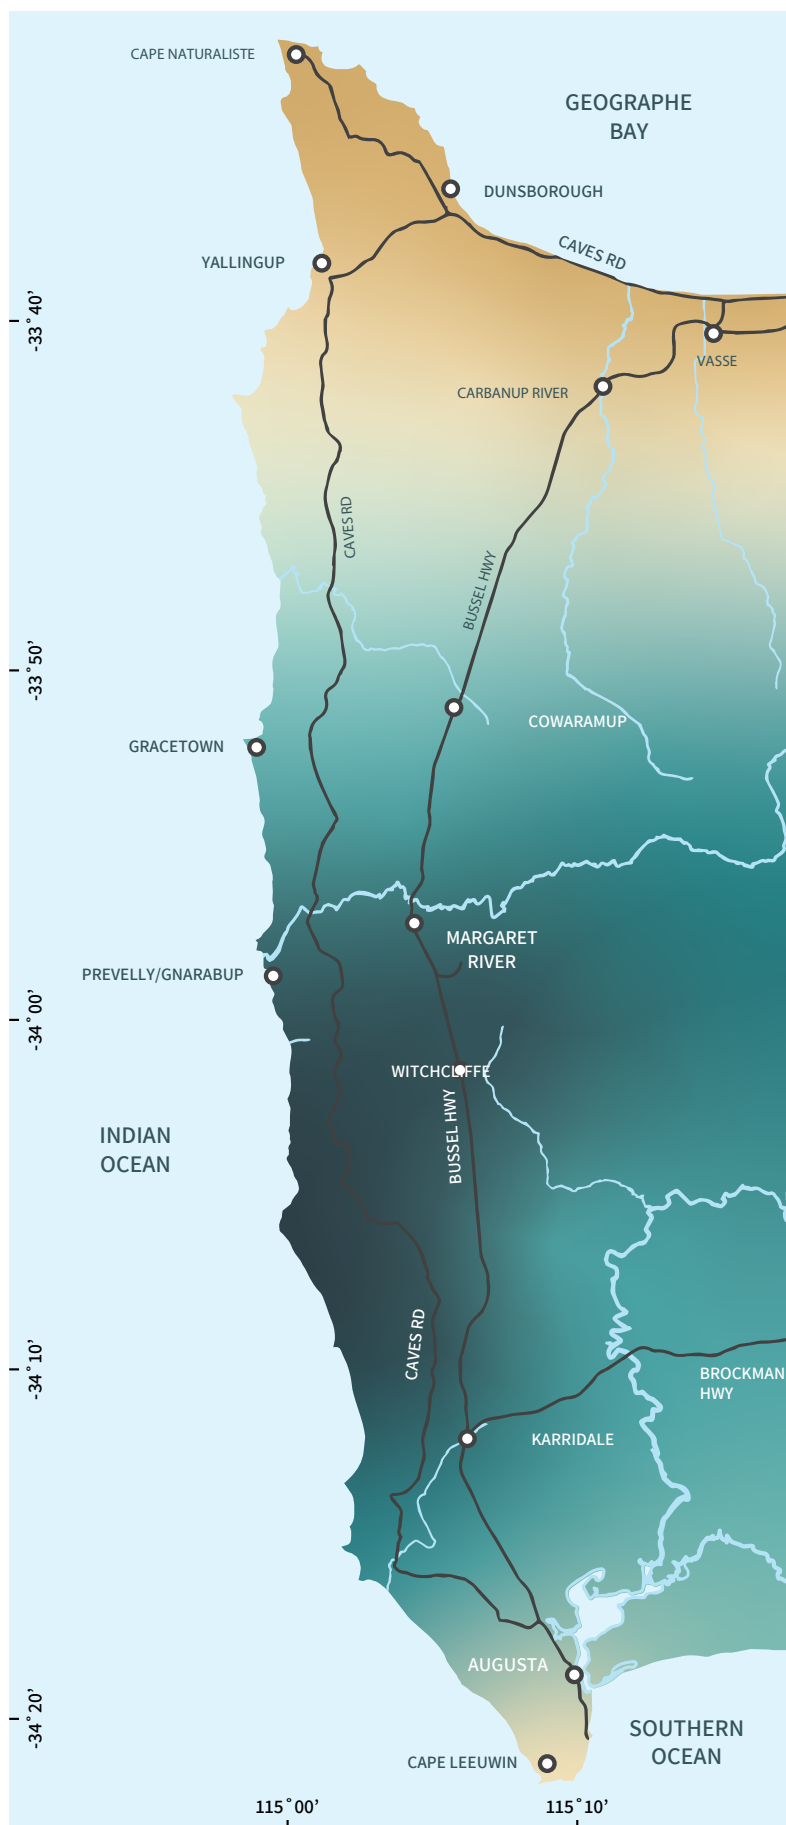 CAPE NATURALISTE
GEOGRAPHE
BAY
DUNSBOROUGH
CAVES RD
YALLINGUP
-33°40'
VASSE
CARBANUP RIVER
CAVES RD
BUSSEL HWY
-33°50'
COWARAMUP
GRACETOWN
MARGARET
RIVER
PREVELLY/GNARABUP
-34°00'
WITCHCLIFFE
BUSSEL HWY
INDIAN
OCEAN
CAVES RD
-34°10'
BROCKMAN
HWY
KARRIDALE
AUGUSTA
-34°20'
SOUTHERN
OCEAN
CAPE LEEUWIN
115°00'
115°10'